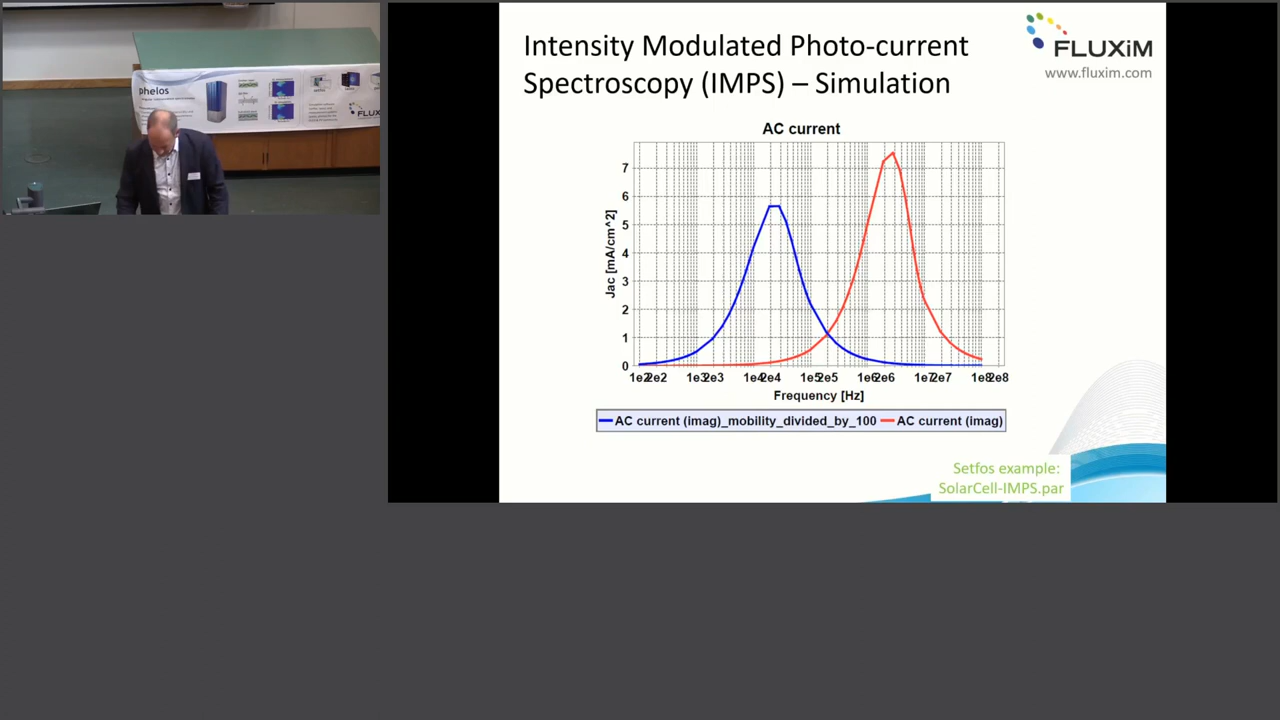 phelos
FLUXiM
Intensity Modulated Photo-current
Spectroscopy (IMPS) – Simulation
FLUXiM
www.fluxim.com
AC current
7
6
5
4
3
2
1
0
Jac [mA/cm^2]
1e2 2e2 1e3 2e3 1e4 2e4 1e5 2e5 1e6 2e6 1e7 2e7 1e8 2e8
Frequency [Hz]
AC current (imag)_mobility_divided_by_100 AC current (imag)
Setfos example:
SolarCell-IMPS.par